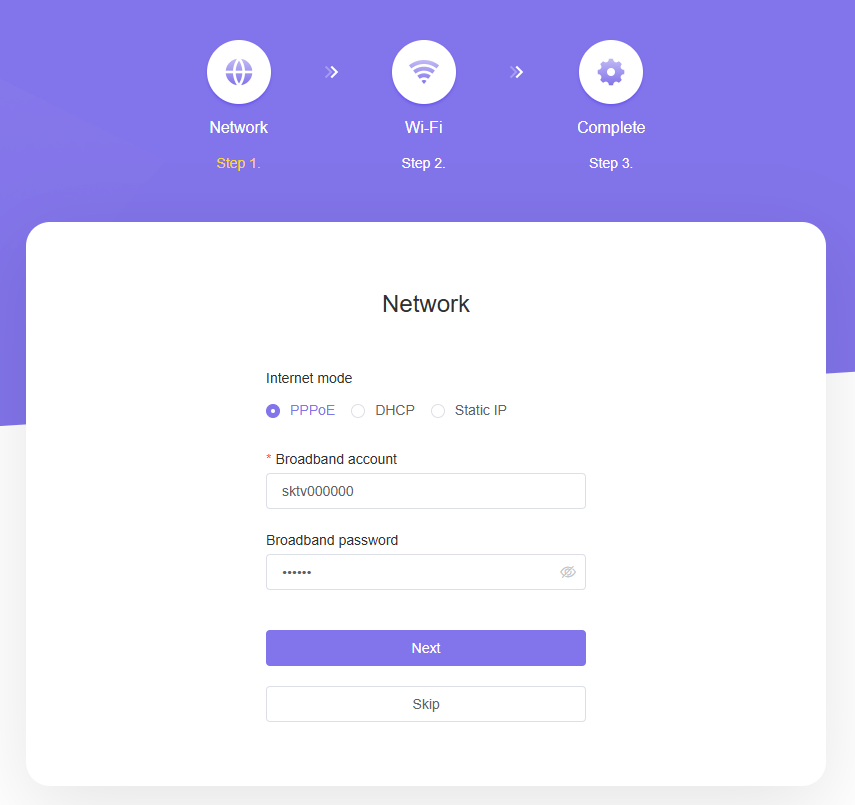 Network
Wi-Fi
Complete
Step 1.
Step 2.
Step 3.
Network
Internet mode
PPPoE DHCP Static IP
* Broadband account
sktv000000
Broadband password
••••••
Next
Skip